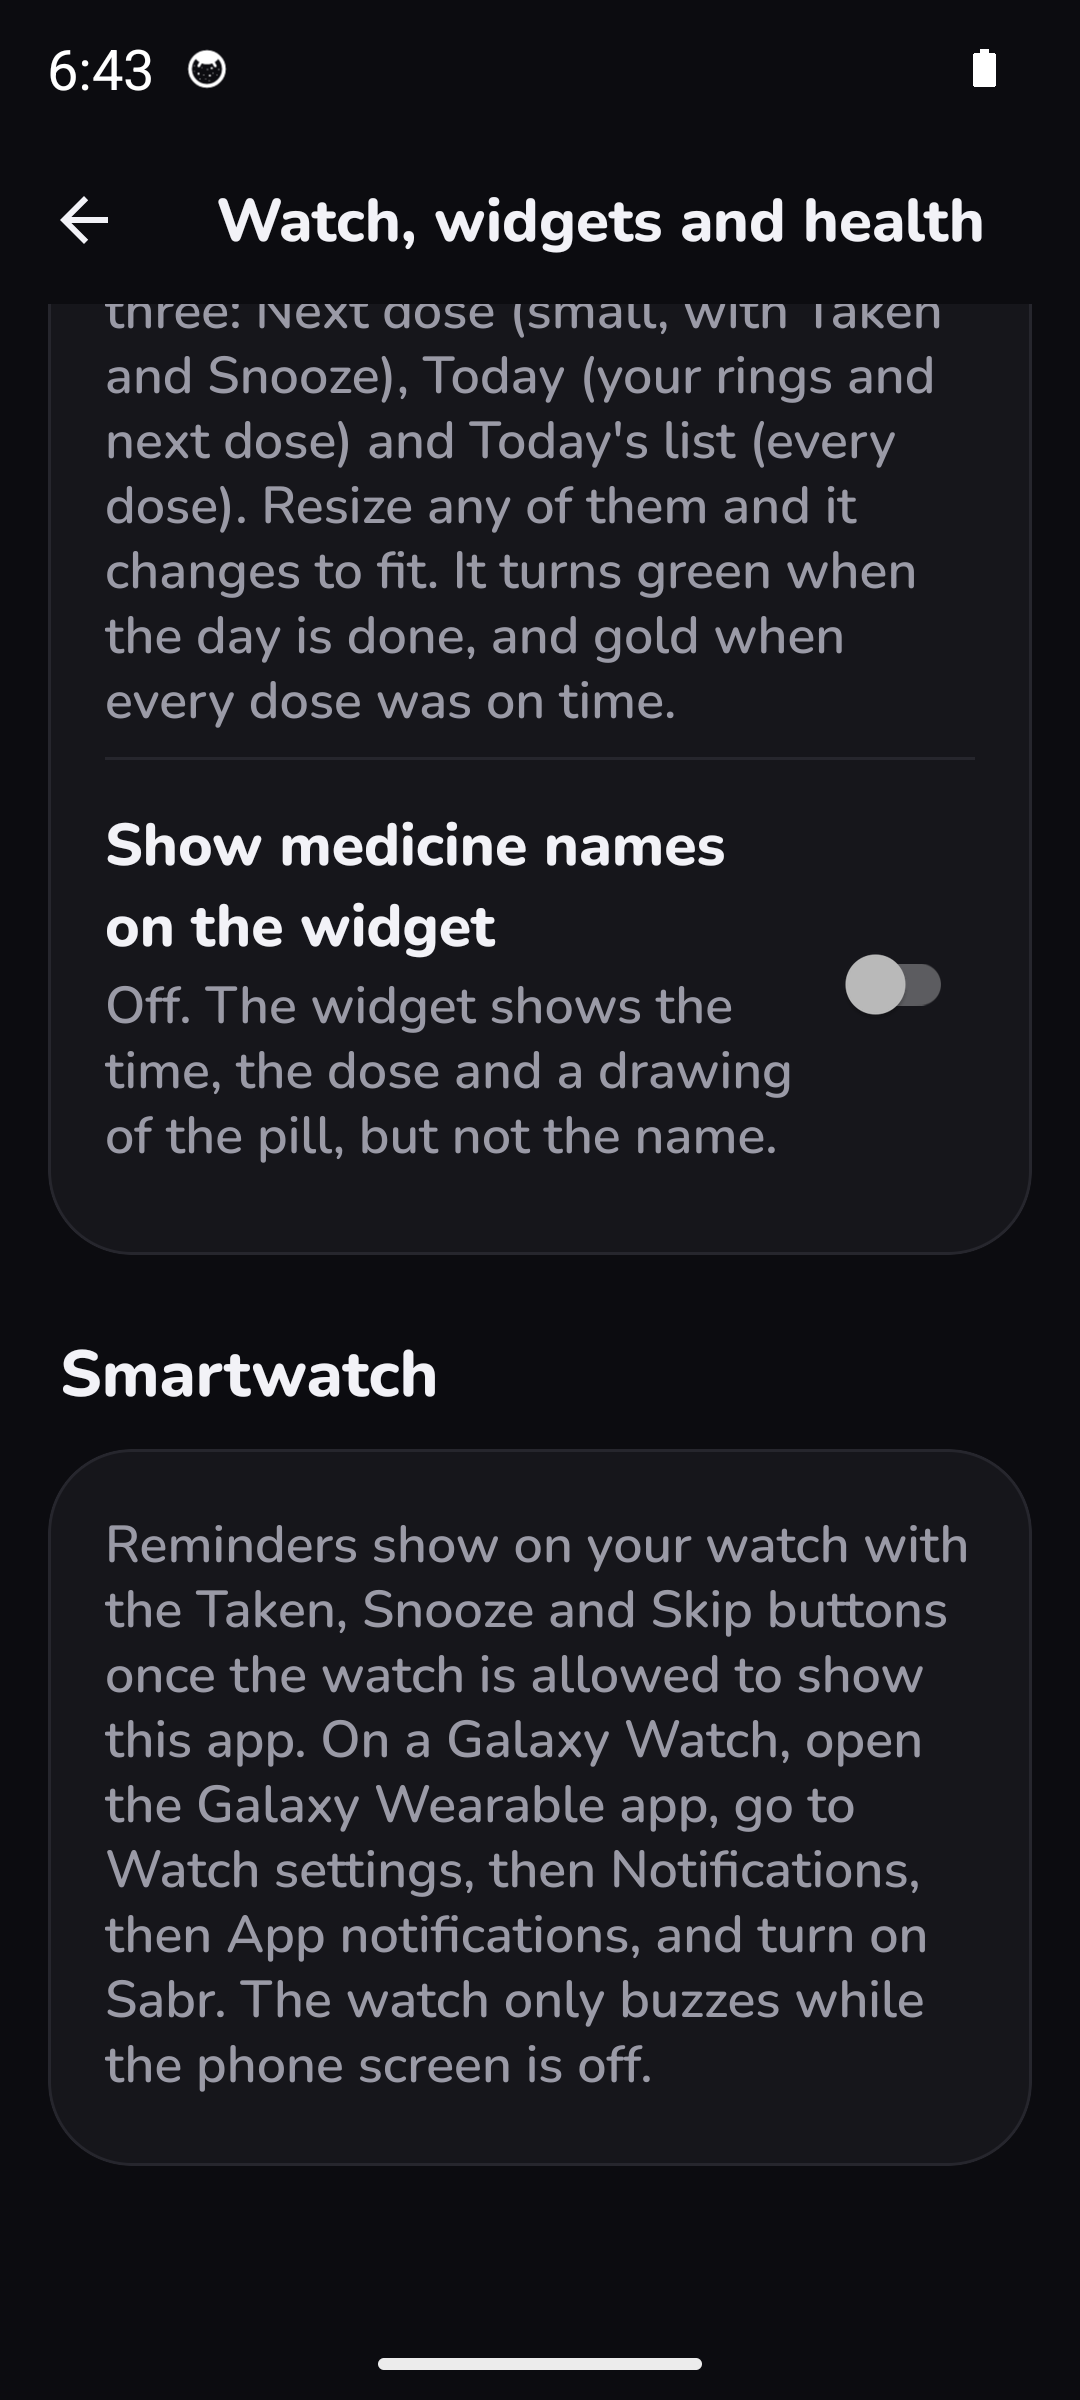 6:43
Watch, widgets and health
three: Next dose (small, with Taken
and Snooze), Today (your rings and
next dose) and Today's list (every
dose). Resize any of them and it
changes to fit. It turns green when
the day is done, and gold when
every dose was on time.
Show medicine names
on the widget
Off. The widget shows the
time, the dose and a drawing
of the pill, but not the name.
Smartwatch
Reminders show on your watch with
the Taken, Snooze and Skip buttons
once the watch is allowed to show
this app. On a Galaxy Watch, open
the Galaxy Wearable app, go to
Watch settings, then Notifications,
then App notifications, and turn on
Sabr. The watch only buzzes while
the phone screen is off.